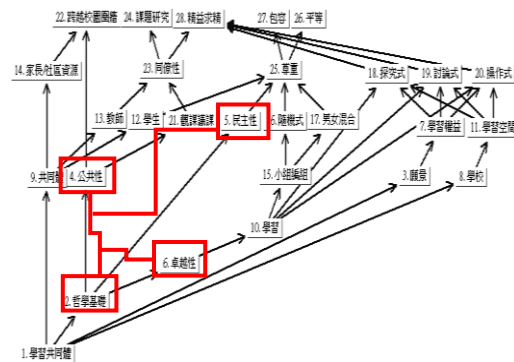 22.跨越校園圍籬
24.課題研究
28.精益求精
27.包容
26.平等
14.家長/社區資源
23.同僚性
25.尊重
18.探究式
19.討論式
20.操作式
13.教師
12.學生
21.觀課議課
5.民主性
6.隨機式
17.男女混合
7.學習權益
11.學習空間
9.共同體
4.公共性
15.小組編組
3.願景
8.學校
10.學習
6.卓越性
2.哲學基礎
1.學習共同體